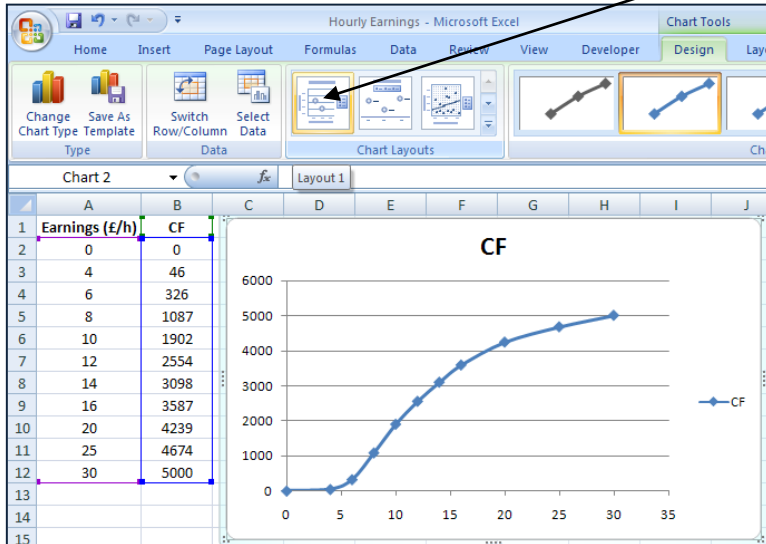 Hourly Earnings - Microsoft Excel
Chart Tools
Home Insert Page Layout Formulas Data Review View Developer Design
Change Chart Type
Save As Template
Switch Row/Column
Select Data
Type
Data
Chart Layouts
Chart 2
fx
Layout 1
A B C D E F G H I J
1 Earnings (£/h) CF
2 0 0
3 4 46
4 6 326
5 8 1087
6 10 1902
7 12 2554
8 14 3098
9 16 3587
10 20 4239
11 25 4674
12 30 5000
13
14
15
CF
6000
5000
4000
3000
2000
1000
0
0 5 10 15 20 25 30 35
CF